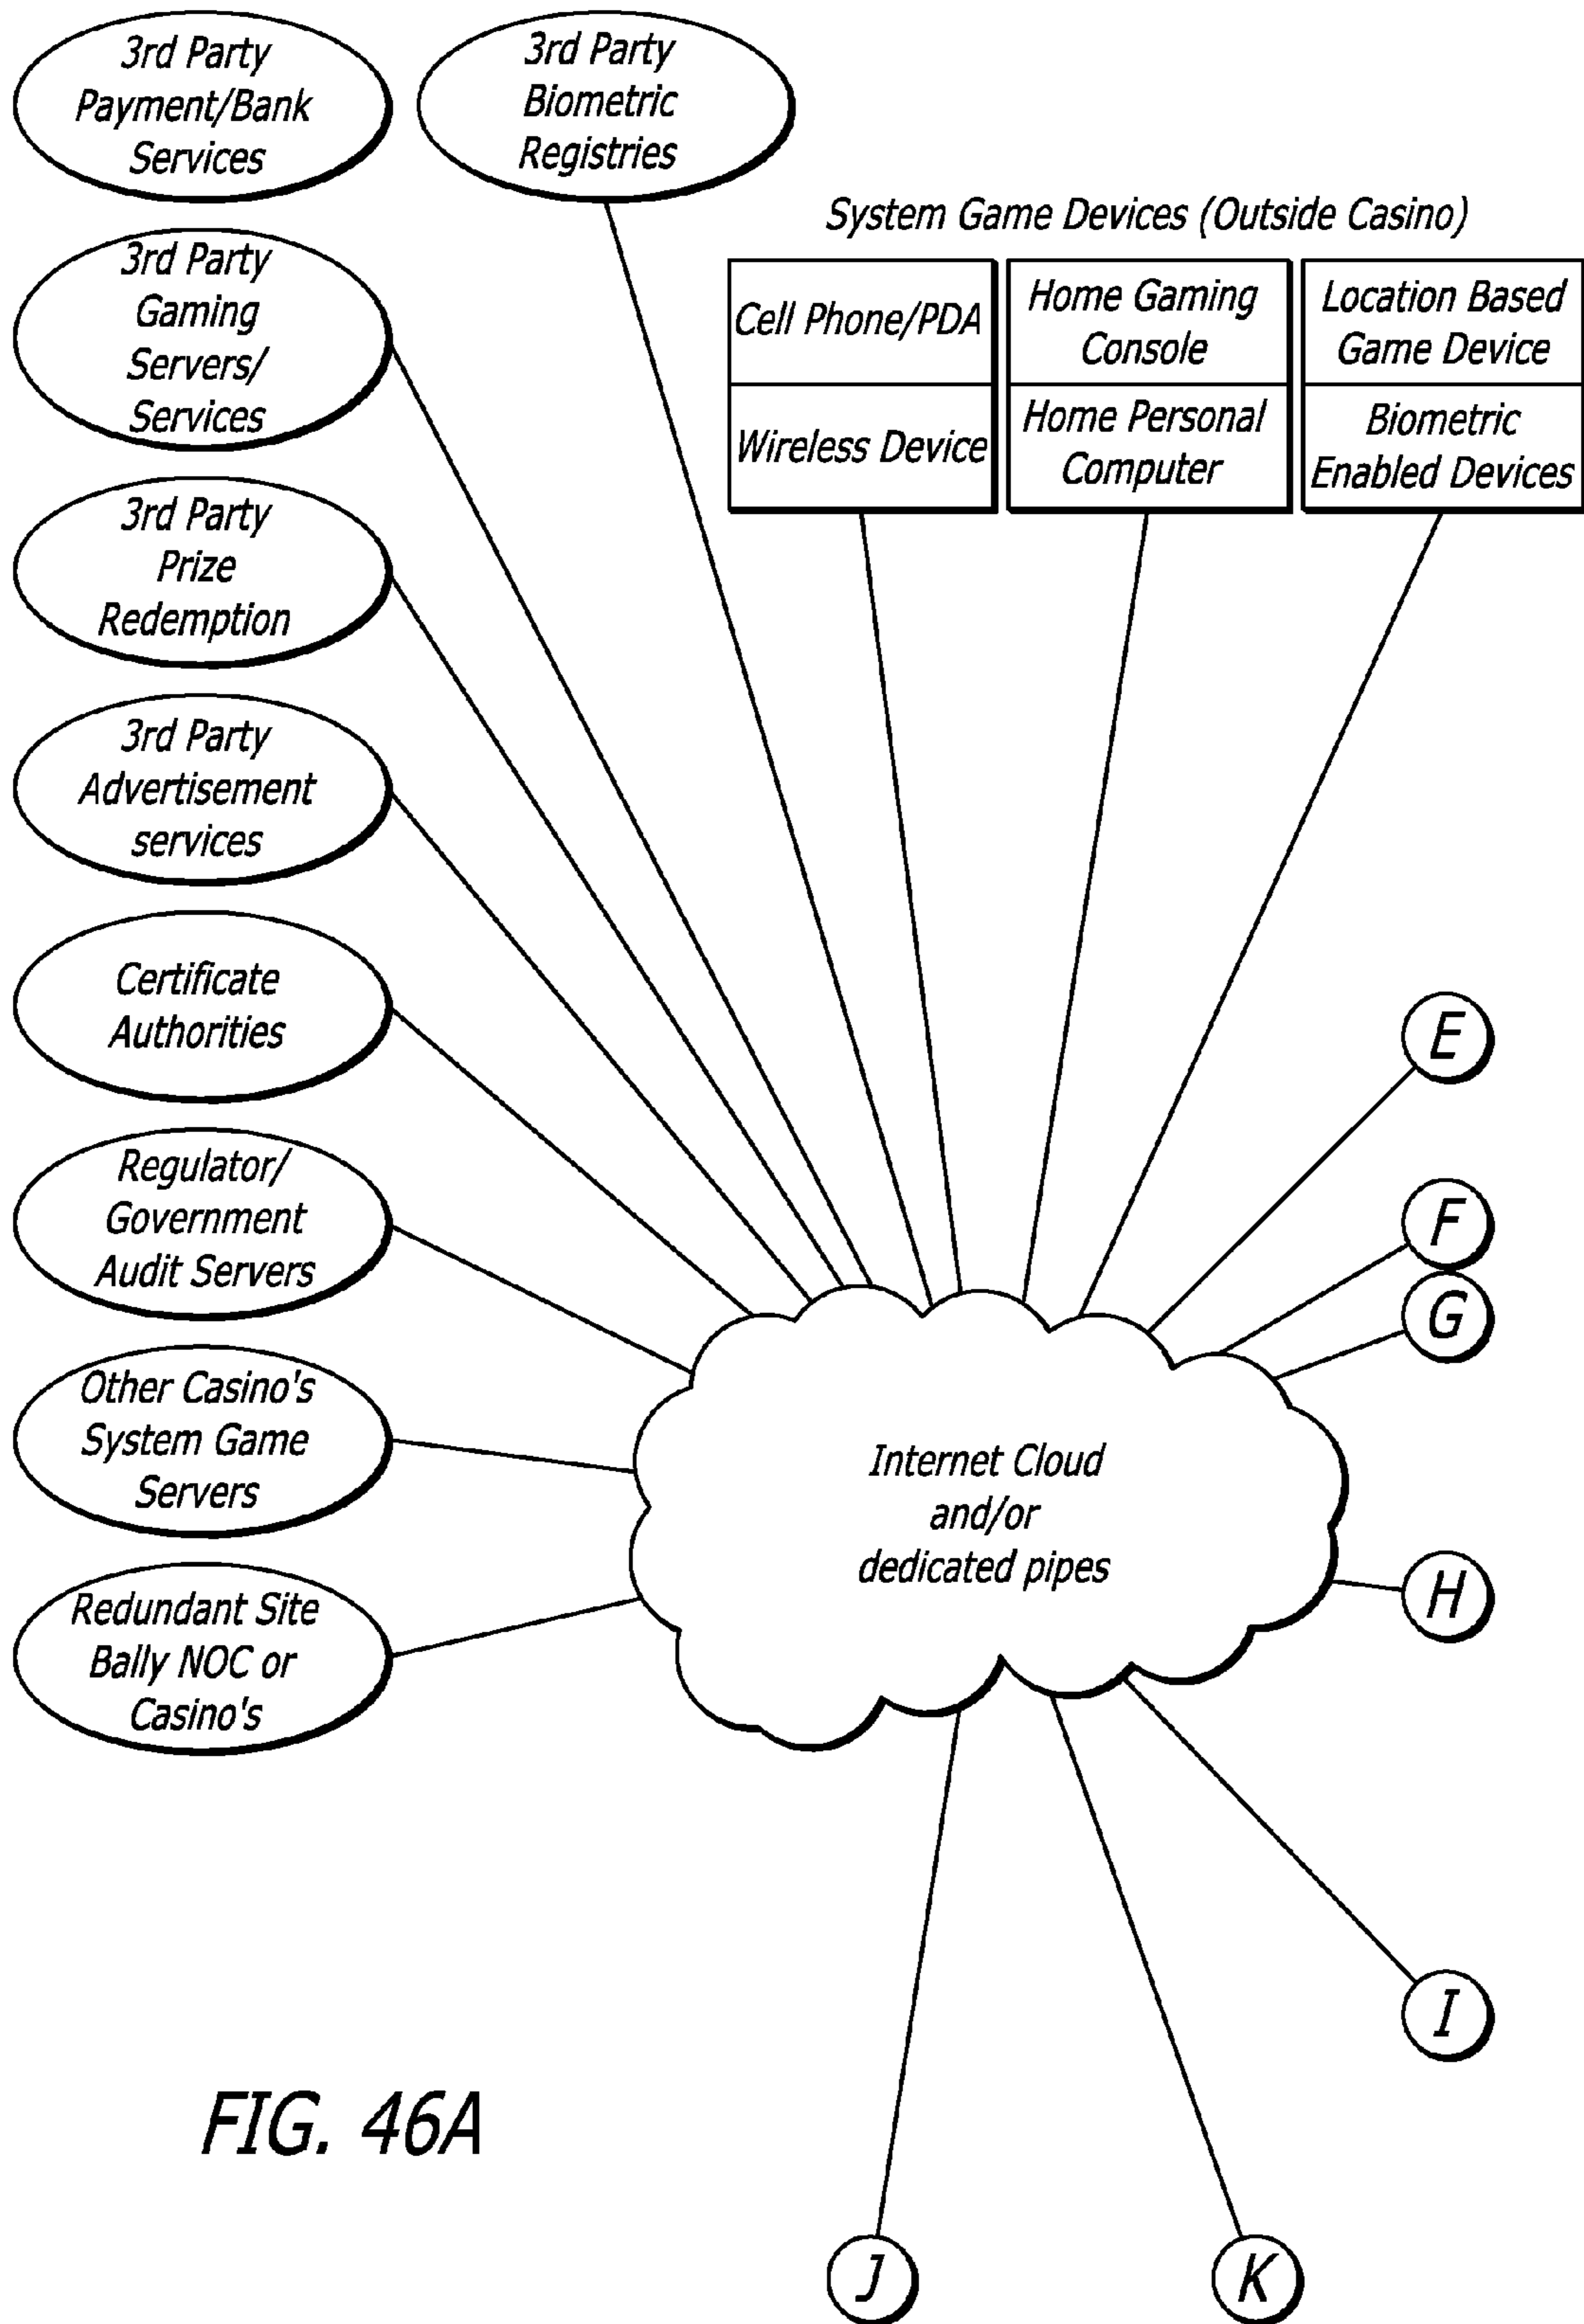 3rd Party
Payment/Bank
Services
3rd Party
Biometric
Registries
System Game Devices (Outside Casino)
3rd Party
Gaming
Servers/
Services
Cell Phone/PDA
Wireless Device
Home Gaming
Console
Home Personal
Computer
Location Based
Game Device
Biometric
Enabled Devices
3rd Party
Prize
Redemption
3rd Party
Advertisement
services
Certificate
Authorities
Regulator/
Government
Audit Servers
Other Casino's
System Game
Servers
Redundant Site
Bally NOC or
Casino's
Internet Cloud
and/or
dedicated pipes
E
F
G
H
I
J
K
FIG. 46A